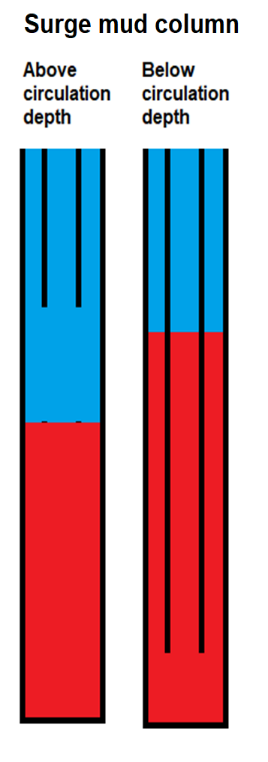 Surge mud column
Above
circulation
depth
Below
circulation
depth